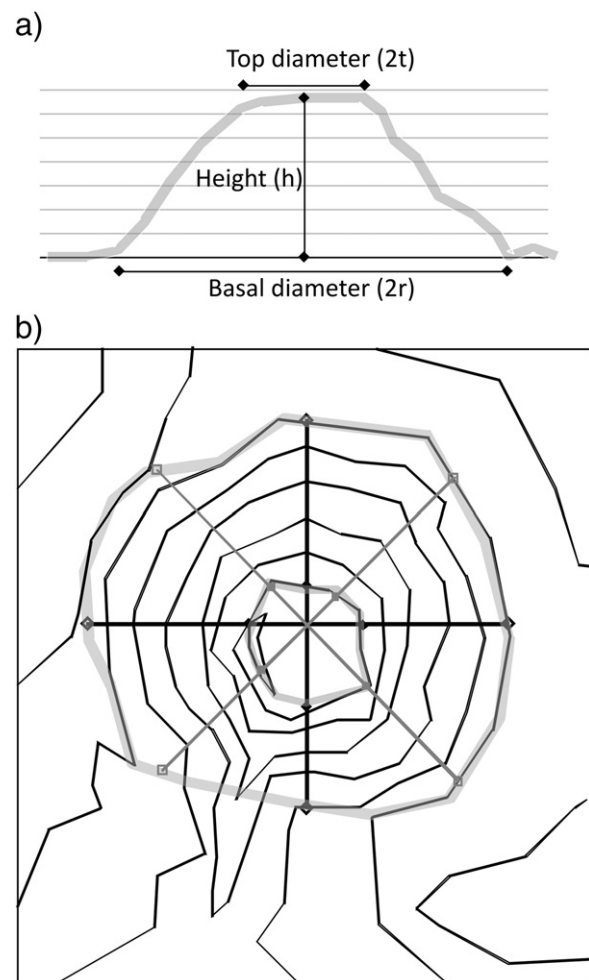 a)
Top diameter (2t)
Height (h)
Basal diameter (2r)
b)